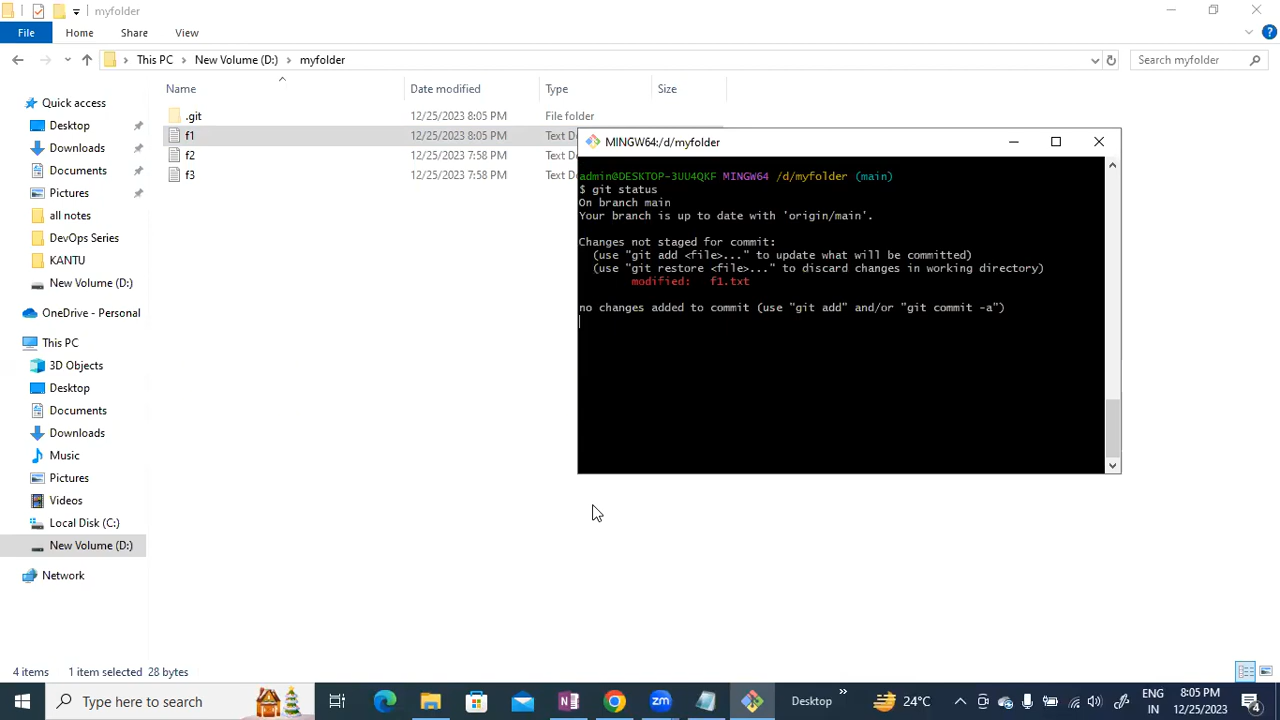 myfolder
File
Home
Share
View
This PC
New Volume (D:)
myfolder
Search myfolder
Name
Date modified
Type
Size
.git
12/25/2023 8:05 PM
File folder
f1
12/25/2023 8:05 PM
Text D
f2
12/25/2023 7:58 PM
Text D
f3
12/25/2023 7:58 PM
Text D
Quick access
Desktop
Downloads
Documents
Pictures
all notes
DevOps Series
KANTU
New Volume (D:)
OneDrive - Personal
This PC
3D Objects
Desktop
Documents
Downloads
Music
Pictures
Videos
Local Disk (C:)
New Volume (D:)
Network
MINGW64:/d/myfolder
admin@DESKTOP-3UU4QKF MINGW64 /d/myfolder (main)
$ git status
On branch main
Your branch is up to date with 'origin/main'.
Changes not staged for commit:
(use "git add <file>..." to update what will be committed)
(use "git restore <file>..." to discard changes in working directory)
modified: f1.txt
no changes added to commit (use "git add" and/or "git commit -a")
4 items
1 item selected 28 bytes
Type here to search
zm
Desktop
24°C
ENG
IN
8:05 PM
12/25/2023
4